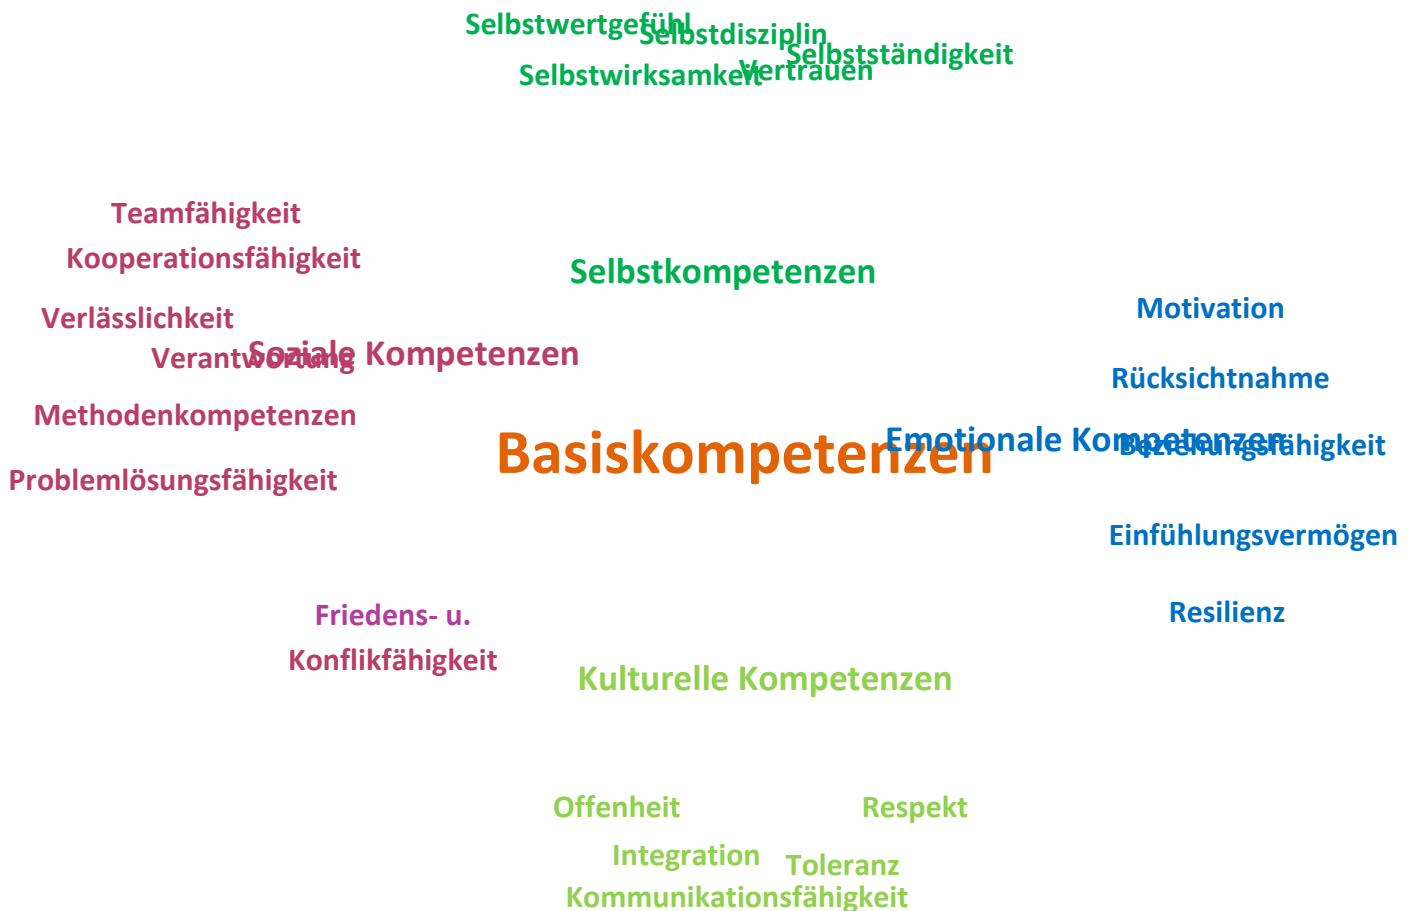 Selbstwertgefühl
Selbstdisziplin
Selbstständigkeit
Selbstwirksamkeit
Vertrauen
Teamfähigkeit
Kooperationsfähigkeit
Selbstkompetenzen
Motivation
Verlässlichkeit
Verantwortung
Soziale Kompetenzen
Rücksichtnahme
Methodenkompetenzen
Basiskompetenzen
Emotionale Kompetenzen
Beziehungsfähigkeit
Problemlösungsfähigkeit
Einfühlungsvermögen
Friedens- u.
Konflikfähigkeit
Resilienz
Kulturelle Kompetenzen
Offenheit
Respekt
Integration
Toleranz
Kommunikationsfähigkeit